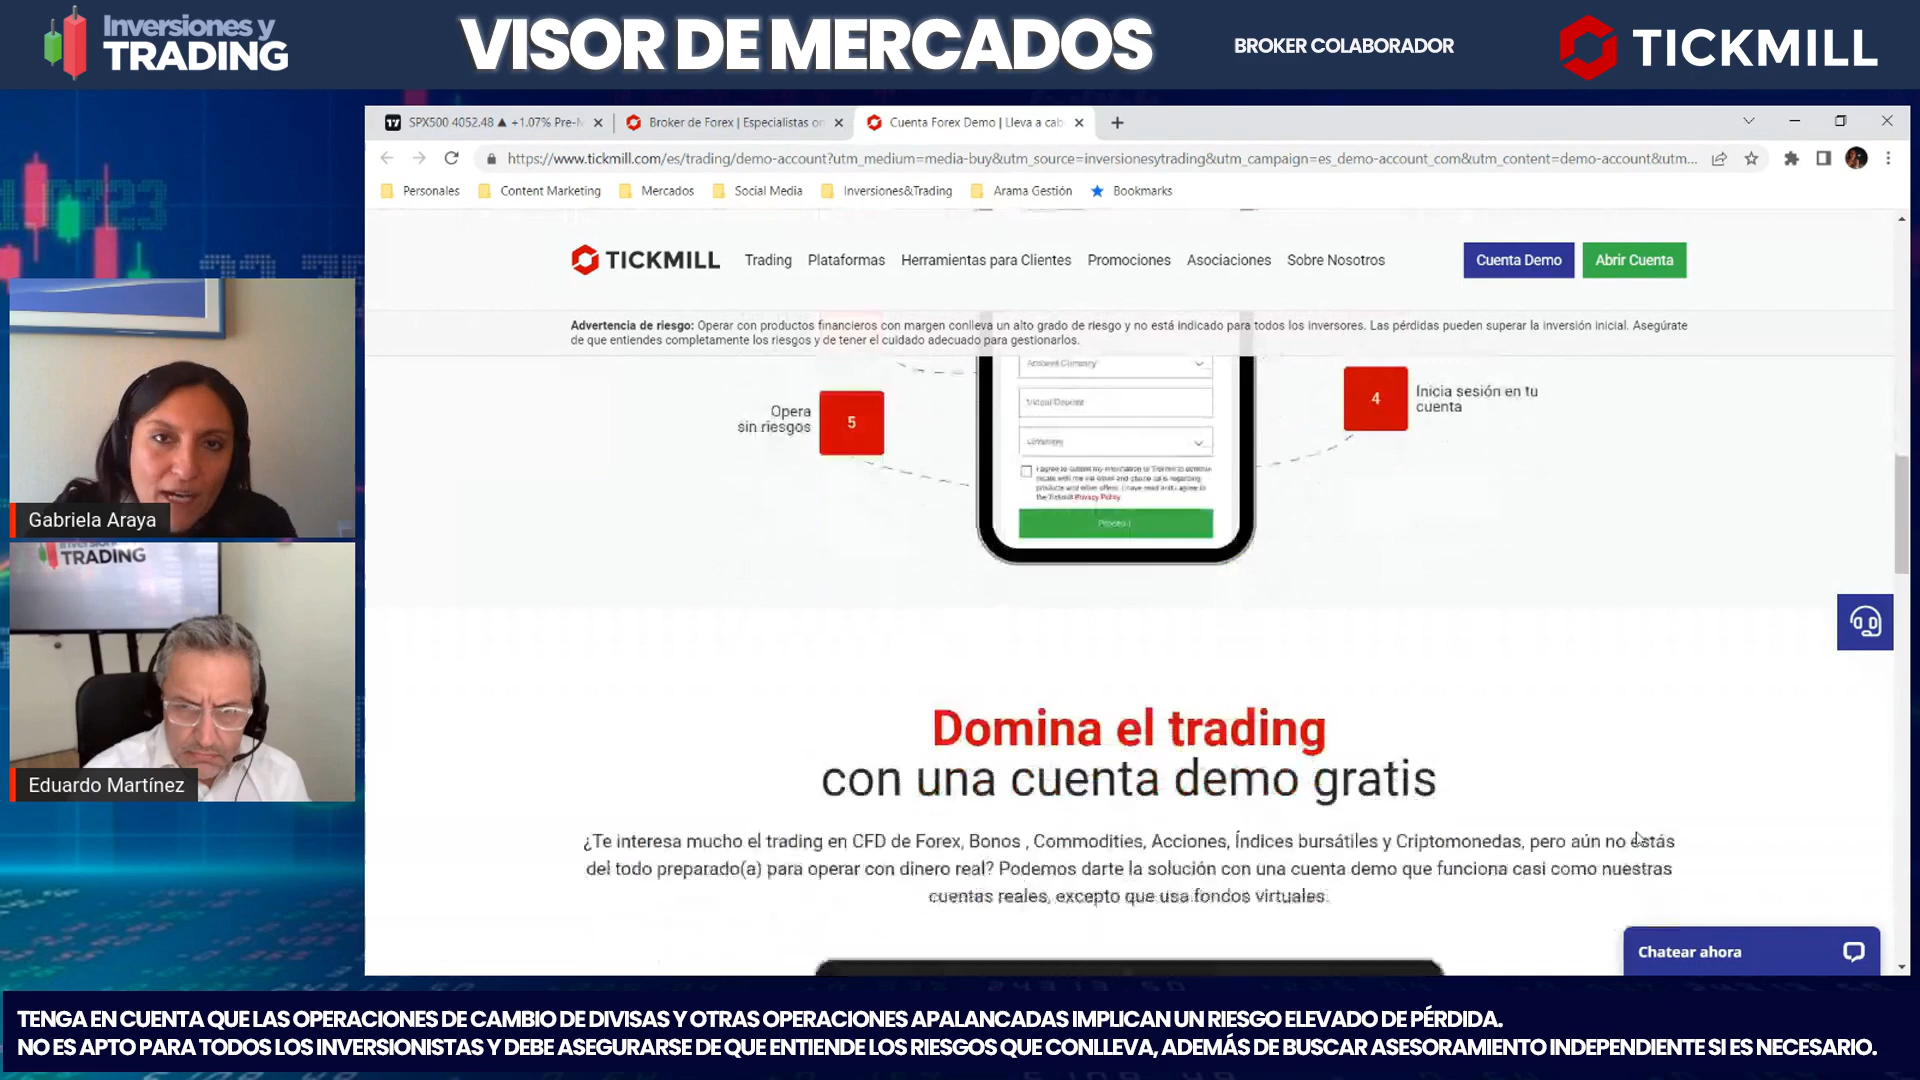 Inversiones y
TRADING
VISOR DE MERCADOS
BROKER COLABORADOR
TICKMILL
SPX500 4052.48 ▲ +1.07% Pre-M
Broker de Forex | Especialistas on
Cuenta Forex Demo | Lleva a cab
https://www.tickmill.com/es/trading/demo-account?utm_medium=media-buy&utm_source=inversionesytrading&utm_campaign=es_demo-account_com&utm_content=demo-account&utm...
Personales
Content Marketing
Mercados
Social Media
Inversiones&Trading
Arama Gestión
Bookmarks
TICKMILL
Trading
Plataformas
Herramientas para Clientes
Promociones
Asociaciones
Sobre Nosotros
Cuenta Demo
Abrir Cuenta
Advertencia de riesgo: Operar con productos financieros con margen conlleva un alto grado de riesgo y no está indicado para todos los inversores. Las pérdidas pueden superar la inversión inicial. Asegúrate
de que entiendes completamente los riesgos y de tener el cuidado adecuado para gestionarlos.
Account Currency
Opera
sin riesgos
5
Virtual Deposit
4
Inicia sesión en tu
cuenta
the Tickmill Privacy Policy
Proceed
Gabriela Araya
TRADING
Eduardo Martínez
Domina el trading
con una cuenta demo gratis
¿Te interesa mucho el trading en CFD de Forex, Bonos , Commodities, Acciones, Índices bursátiles y Criptomonedas, pero aún no estás
del todo preparado(a) para operar con dinero real? Podemos darte la solución con una cuenta demo que funciona casi como nuestras
cuentas reales, excepto que usa fondos virtuales.
Chatear ahora
TENGA EN CUENTA QUE LAS OPERACIONES DE CAMBIO DE DIVISAS Y OTRAS OPERACIONES APALANCADAS IMPLICAN UN RIESGO ELEVADO DE PÉRDIDA.
NO ES APTO PARA TODOS LOS INVERSIONISTAS Y DEBE ASEGURARSE DE QUE ENTIENDE LOS RIESGOS QUE CONLLEVA, ADEMÁS DE BUSCAR ASESORAMIENTO INDEPENDIENTE SI ES NECESARIO.